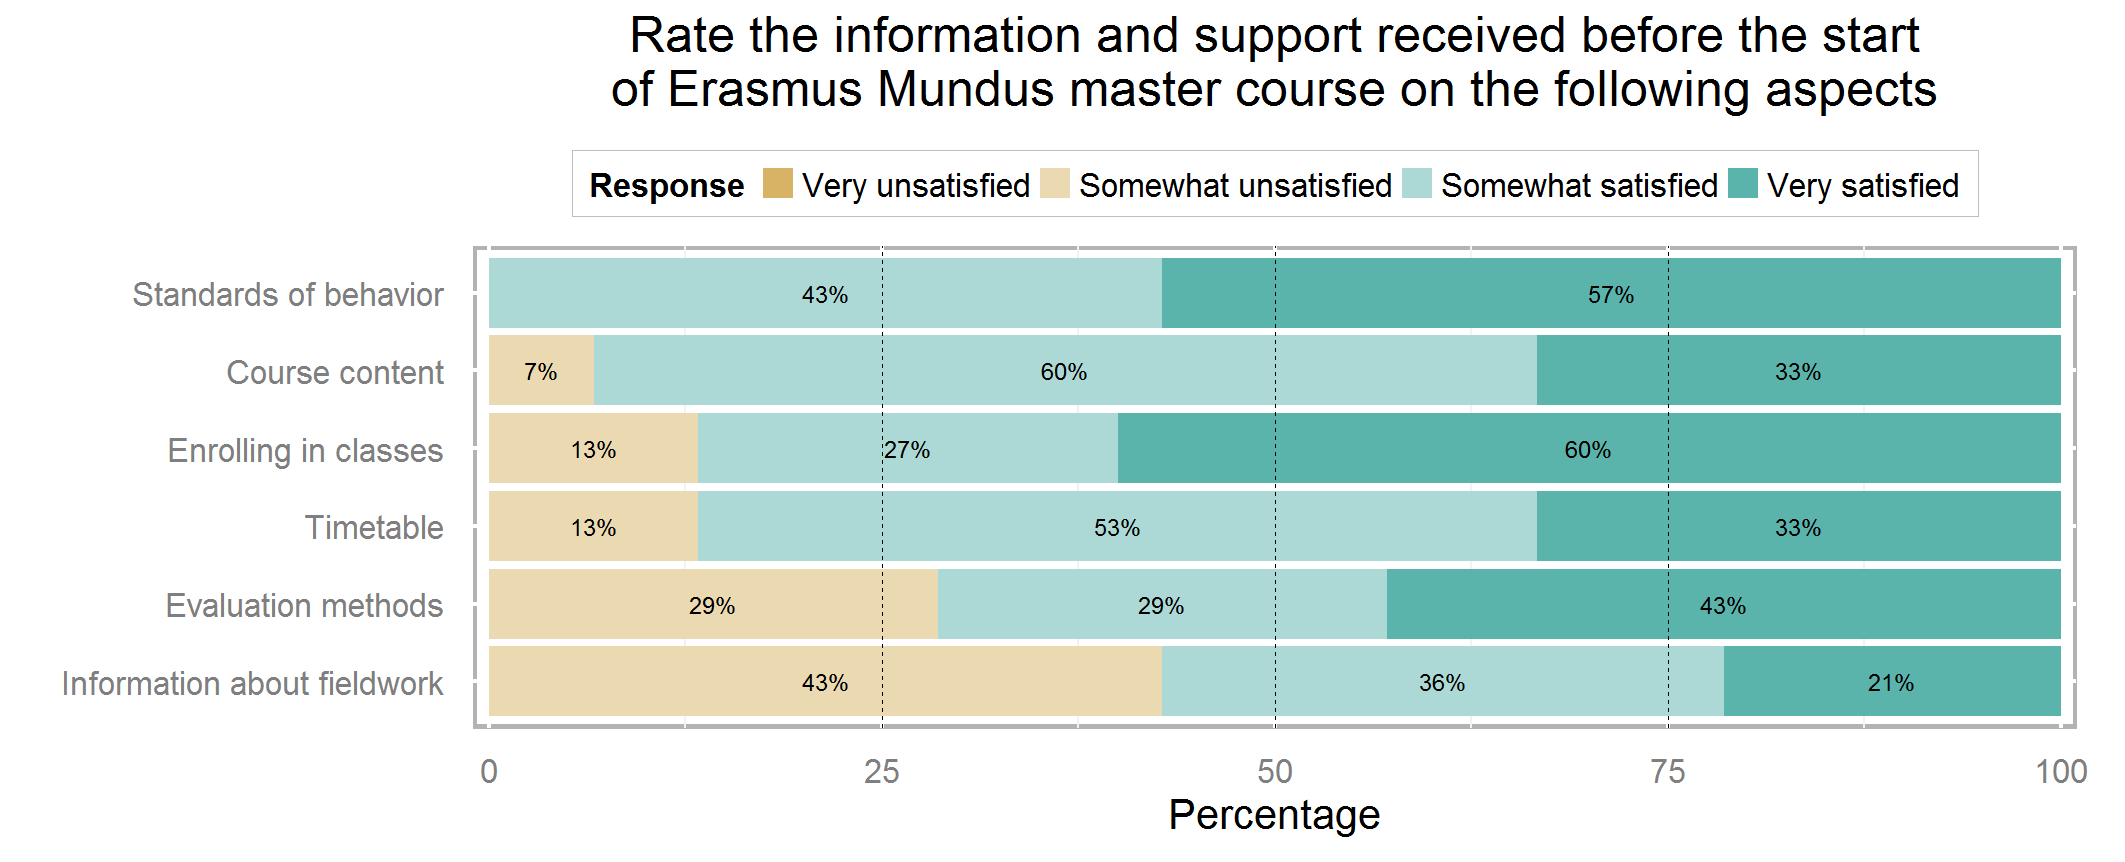 Rate the information and support received before the start
of Erasmus Mundus master course on the following aspects
Response Very unsatisfied Somewhat unsatisfied Somewhat satisfied Very satisfied
Standards of behavior 43% 57%
Course content 7% 60% 33%
Enrolling in classes 13% 27% 60%
Timetable 13% 53% 33%
Evaluation methods 29% 29% 43%
Information about fieldwork 43% 36% 21%
0 25 50 75 100
Percentage